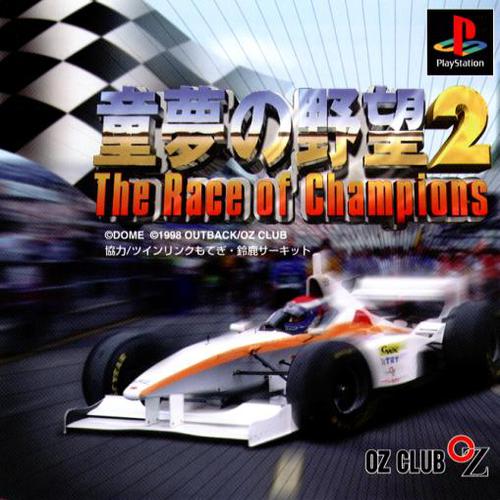 PlayStation
童夢の野望2
The Race of Champions
©DOME ©1998 OUTBACK/OZ CLUB
協力/ツインリンクもてぎ・鈴鹿サーキット
OZ CLUB OZ